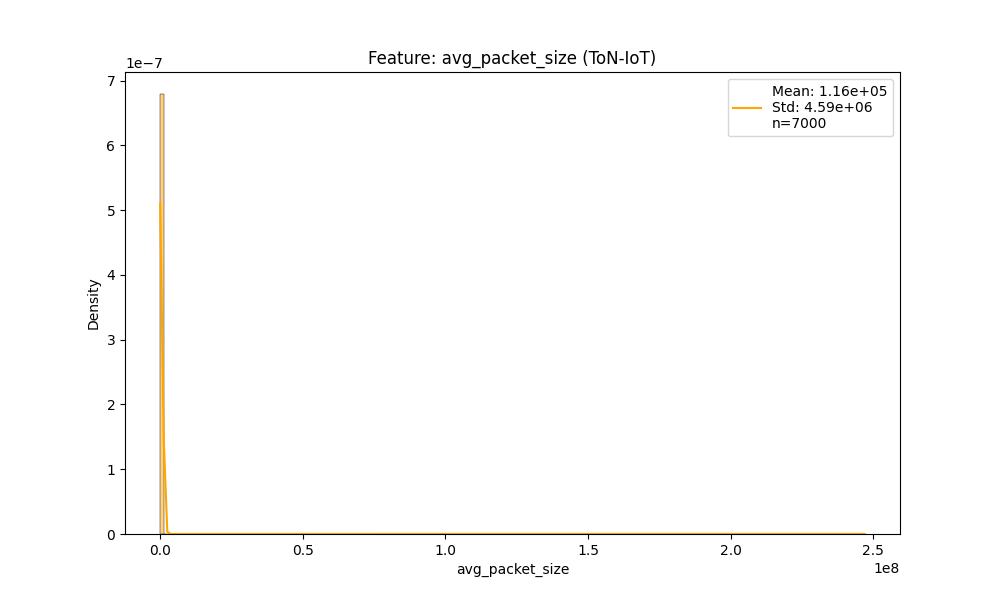 Feature: avg_packet_size (ToN-IoT)
1e−7
7
6
5
4
3
2
1
0
Density
Mean: 1.16e+05
Std: 4.59e+06
n=7000
0.0
0.5
1.0
1.5
2.0
2.5
1e8
avg_packet_size